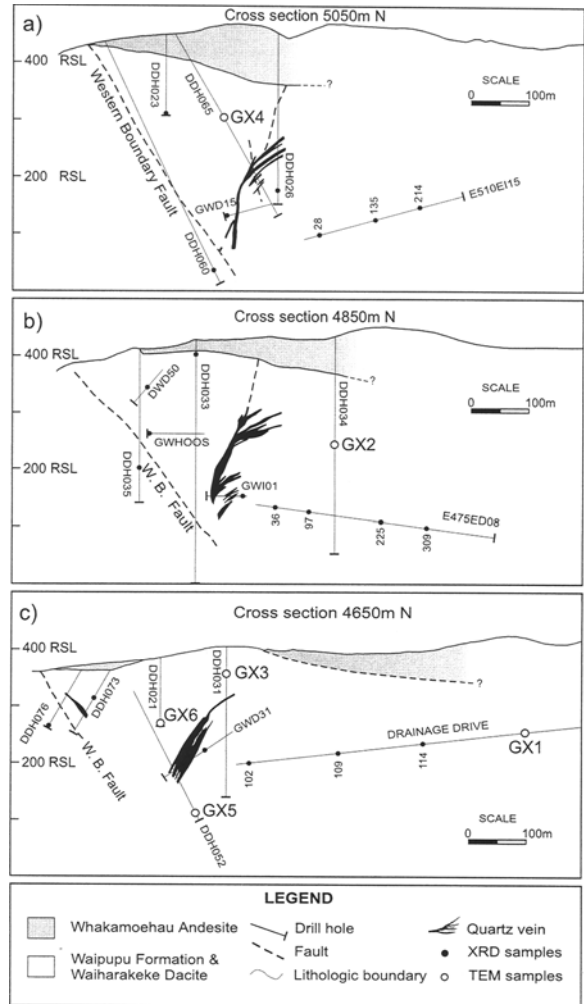 a)
Cross section 5050m N
400 RSL
200 RSL
Western Boundary Fault
DDH023
DDH065
GX4
DDH026
GWD15
DDH060
?
SCALE
0 100m
28
135
214
E510EI15
b)
Cross section 4850m N
400 RSL
200 RSL
DWD50
DDH033
DDH034
?
GWHOOS
GX2
DDH035
W. B. Fault
GWI01
36
97
225
309
E475ED08
c)
Cross section 4650m N
400 RSL
200 RSL
DDH076
DDH073
W. B. Fault
DDH021
DDH031
GX3
GX6
GWD31
GX5
DDH052
?
DRAINAGE DRIVE
GX1
102
109
114
SCALE
0 100m
LEGEND
Whakamoehau Andesite
Waipupu Formation &
Waiharakeke Dacite
Drill hole
Fault
Lithologic boundary
Quartz vein
XRD samples
TEM samples